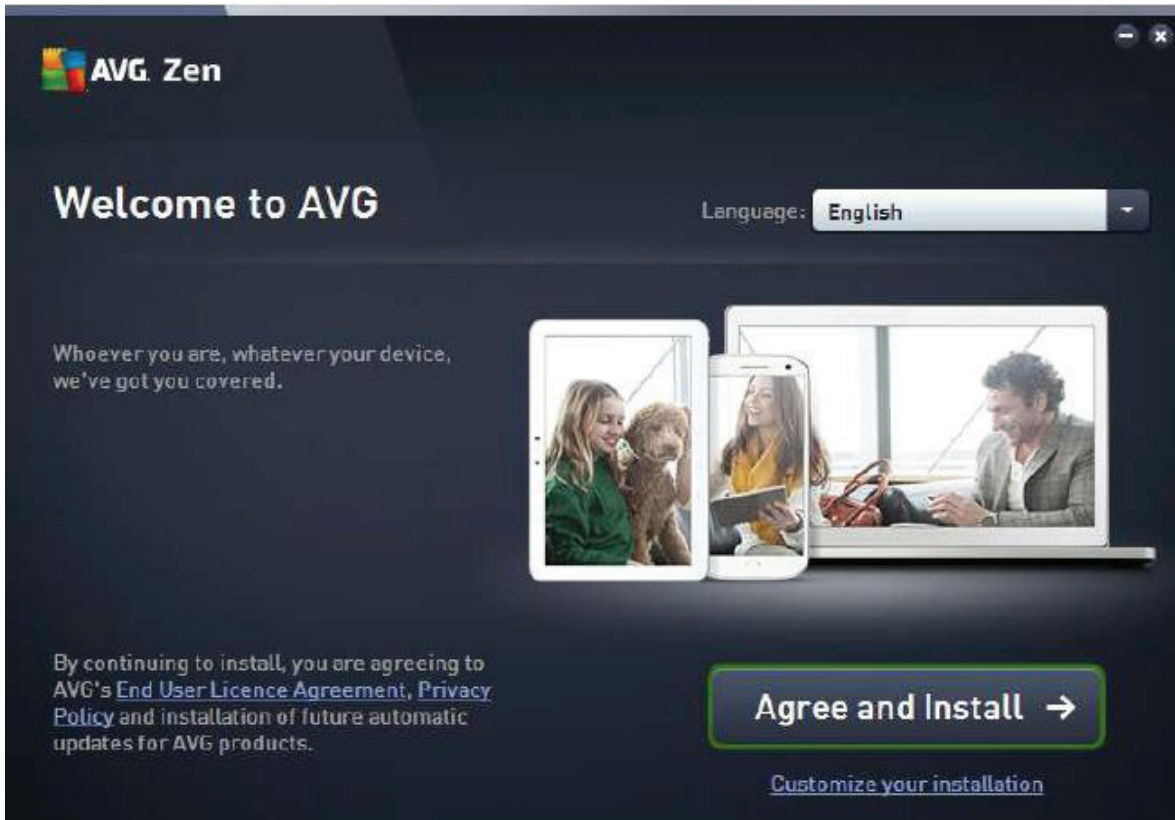 AVG. Zen
Welcome to AVG
Language: English
Whoever you are, whatever your device,
we've got you covered.
By continuing to install, you are agreeing to
AVG's End User Licence Agreement, Privacy
Policy and installation of future automatic
updates for AVG products.
Agree and Install →
Customize your installation